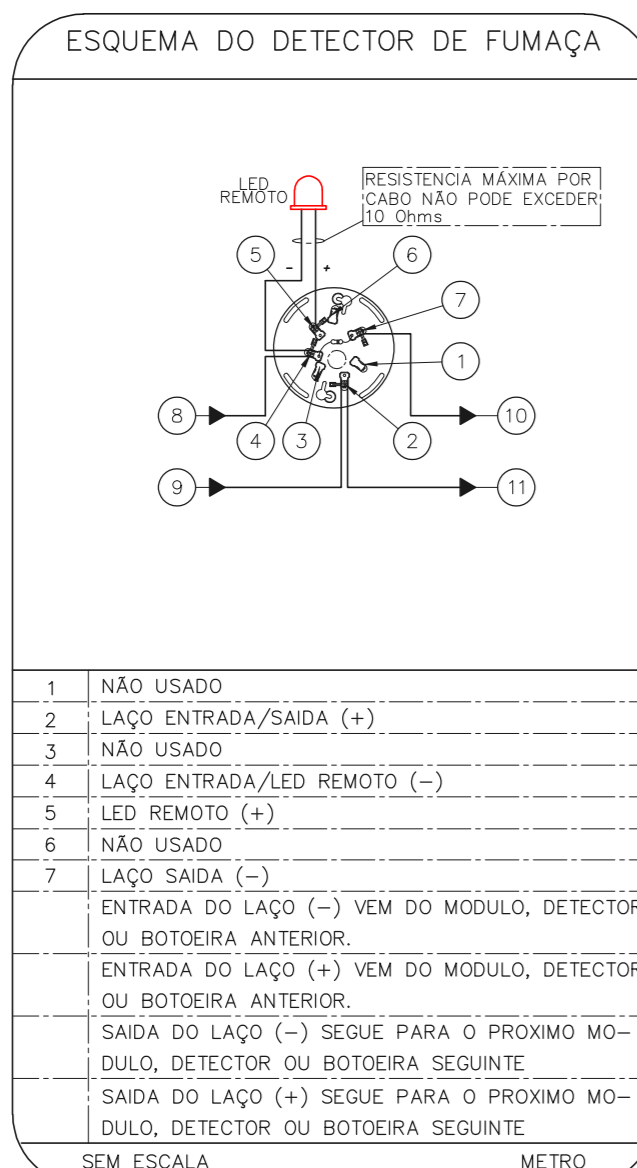 ESQUEMA DO DETECTOR DE FUMAÇA
LED
REMOTO
RESISTENCIA MÁXIMA POR
CABO NÃO PODE EXCEDER
10 Ohms
5
6
- +
7
1
8
10
4
3
2
9
11
1 NÃO USADO
2 LAÇO ENTRADA/SAIDA (+)
3 NÃO USADO
4 LAÇO ENTRADA/LED REMOTO (-)
5 LED REMOTO (+)
6 NÃO USADO
7 LAÇO SAIDA (-)
ENTRADA DO LAÇO (-) VEM DO MODULO, DETECTOR
OU BOTOEIRA ANTERIOR.
ENTRADA DO LAÇO (+) VEM DO MODULO, DETECTOR
OU BOTOEIRA ANTERIOR.
SAIDA DO LAÇO (-) SEGUE PARA O PROXIMO MO-
DULO, DETECTOR OU BOTOEIRA SEGUINTE
SAIDA DO LAÇO (+) SEGUE PARA O PROXIMO MO-
DULO, DETECTOR OU BOTOEIRA SEGUINTE
SEM ESCALA METRO